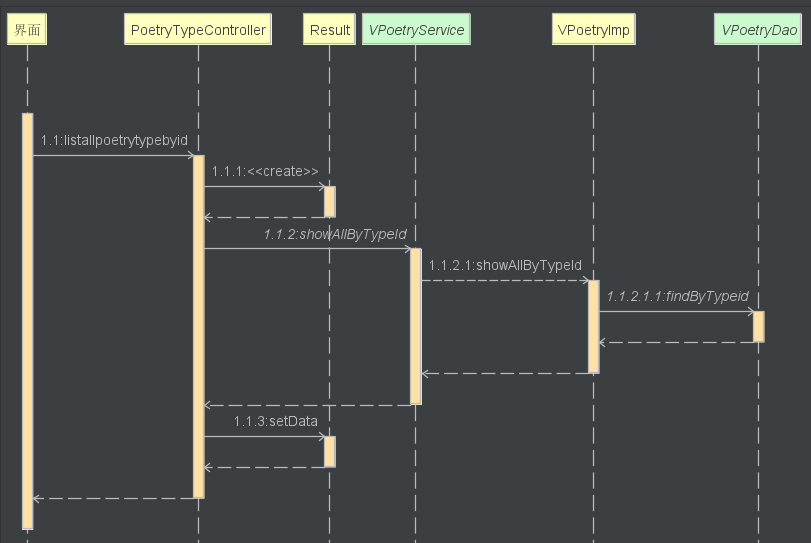 界面
PoetryTypeController
Result
VPoetryService
VPoetryImp
VPoetryDao
1.1:listallpoetrytypebyid
1.1.1:<<create>>
1.1.2:showAllByTypeId
1.1.2.1:showAllByTypeId
1.1.2.1.1:findByTypeid
1.1.3:setData